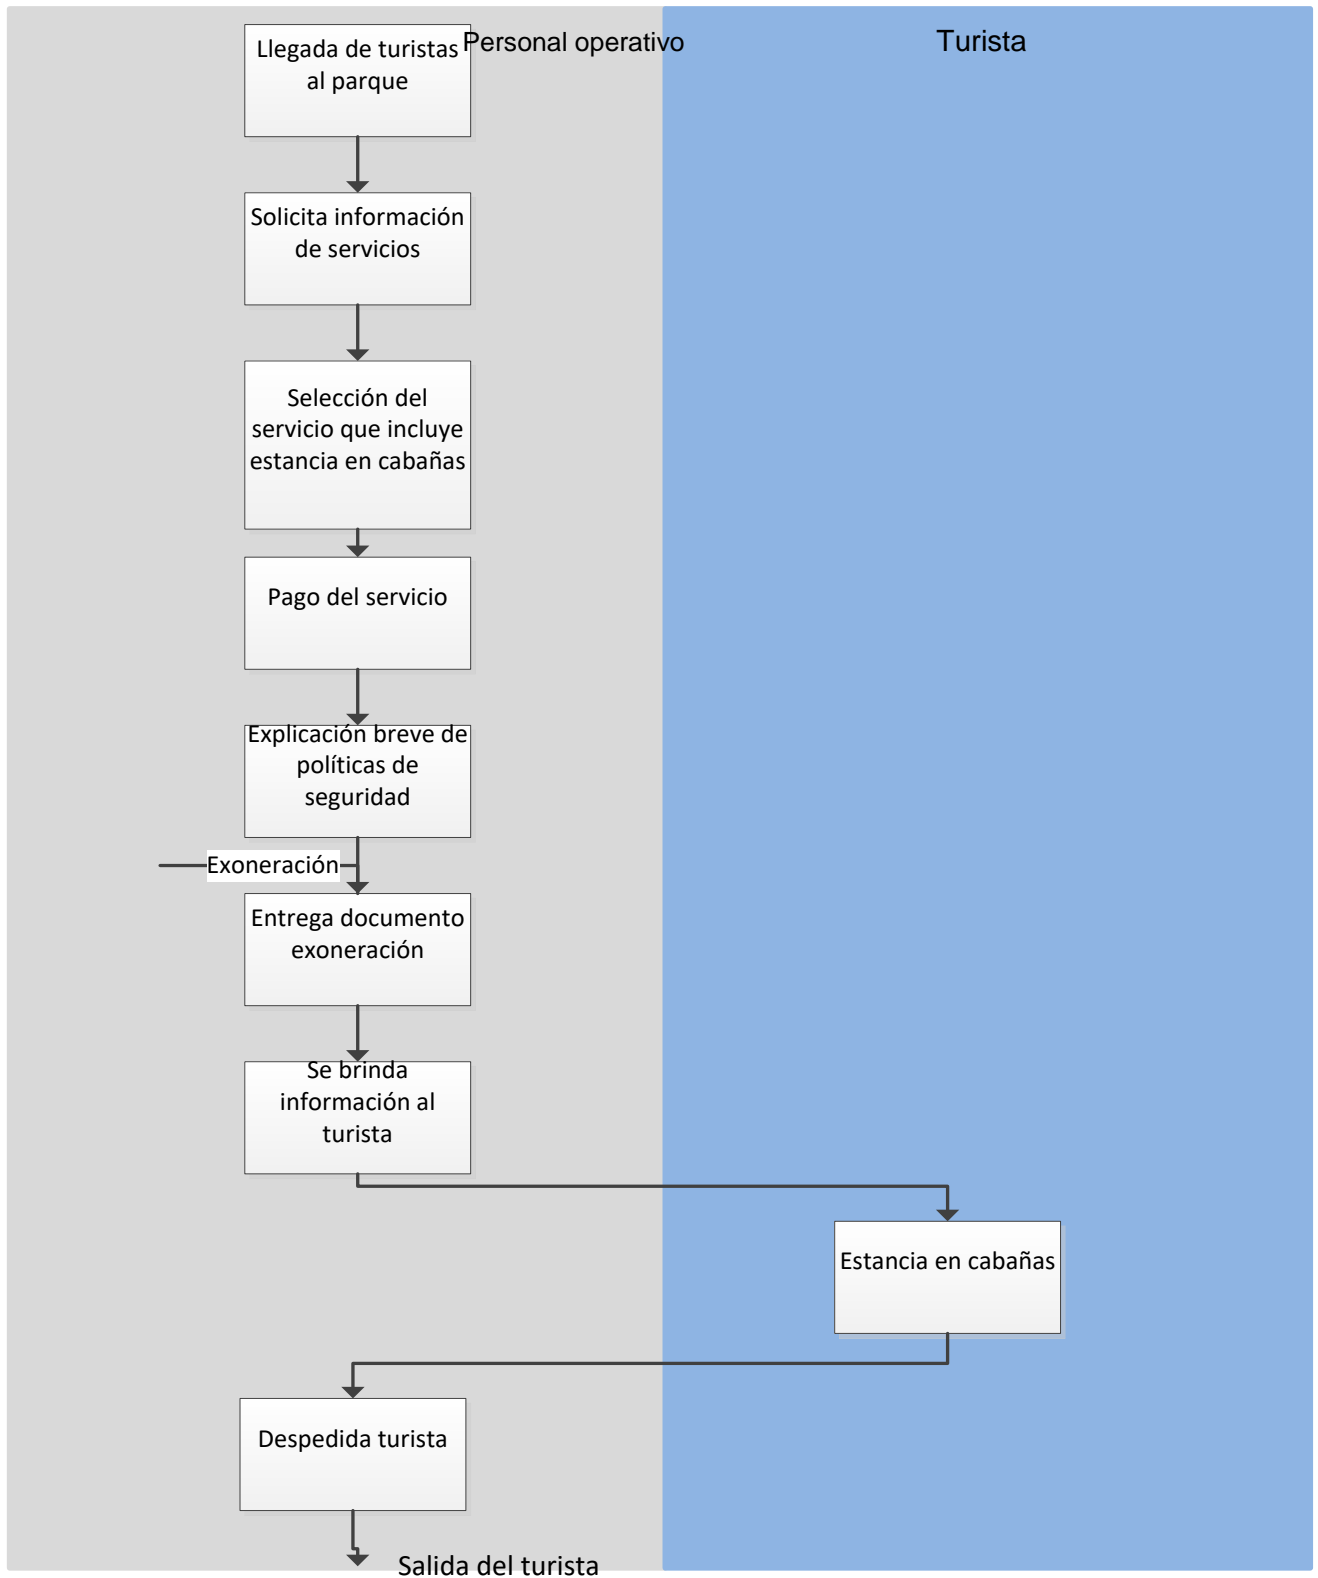 Personal operativo
Turista
Llegada de turistas
al parque
Solicita información
de servicios
Selección del
servicio que incluye
estancia en cabañas
Pago del servicio
Explicación breve de
políticas de
seguridad
Exoneración
Entrega documento
exoneración
Se brinda
información al
turista
Estancia en cabañas
Despedida turista
Salida del turista